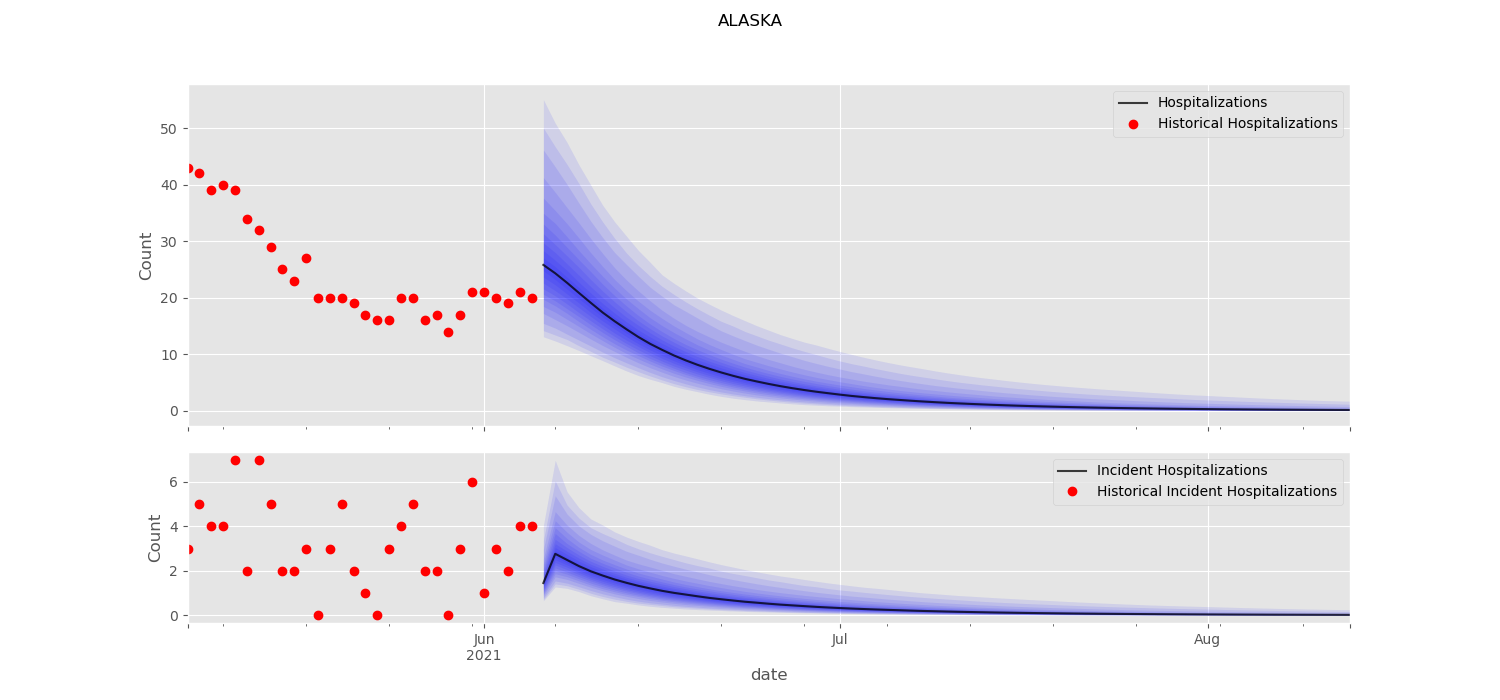 ALASKA
Hospitalizations
Historical Hospitalizations
50
40
30
20
10
0
Count
Incident Hospitalizations
Historical Incident Hospitalizations
6
4
2
0
Count
Jun
2021
Jul
Aug
date